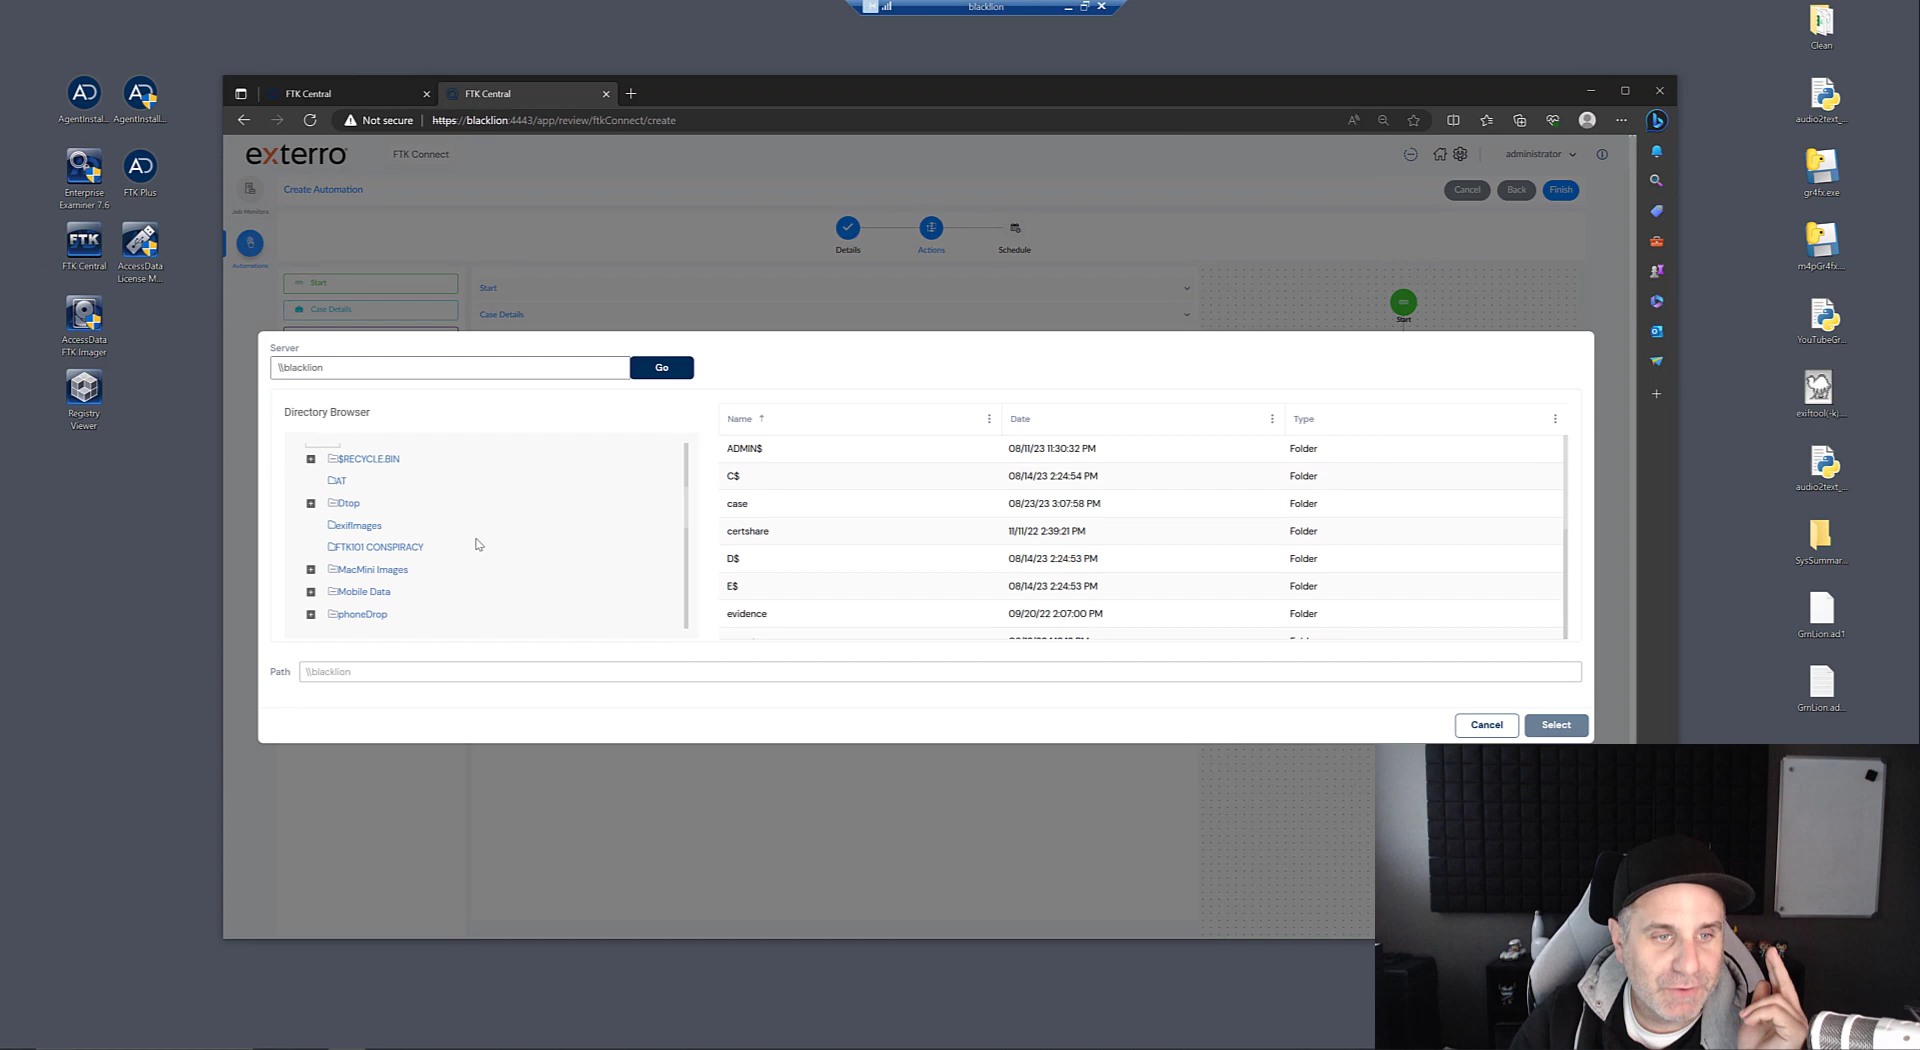 blacklion
Clean
FTK Central
FTK Central
AgentInstal...
AgentInstall...
Not secure
https://blacklion:4443/app/review/ftkConnect/create
audio2text_...
exterro
FTK Connect
administrator
Enterprise
Examiner 7.6
FTK Plus
Create Automation
Cancel
Back
Finish
gr4fx.exe
Job Monitors
Details
Actions
Schedule
FTK
FTK Central
AccessData
License M...
Automations
m4pGr4fx...
Start
Start
Case Details
Case Details
Start
AccessData
FTK Imager
YouTubeGr...
Server
\\blacklion
Go
Registry
Viewer
exiftool(-k)....
Directory Browser
Name
Date
Type
$RECYCLE.BIN
AT
Dtop
exifImages
FTK101 CONSPIRACY
MacMini Images
Mobile Data
phoneDrop
ADMIN$
08/11/23 11:30:32 PM
Folder
C$
08/14/23 2:24:54 PM
Folder
case
08/23/23 3:07:58 PM
Folder
certshare
11/11/22 2:39:21 PM
Folder
D$
08/14/23 2:24:53 PM
Folder
E$
08/14/23 2:24:53 PM
Folder
evidence
09/20/22 2:07:00 PM
Folder
audio2text_...
SysSummar...
GrnLion.ad1
Path
\\blacklion
GrnLion.ad...
Cancel
Select